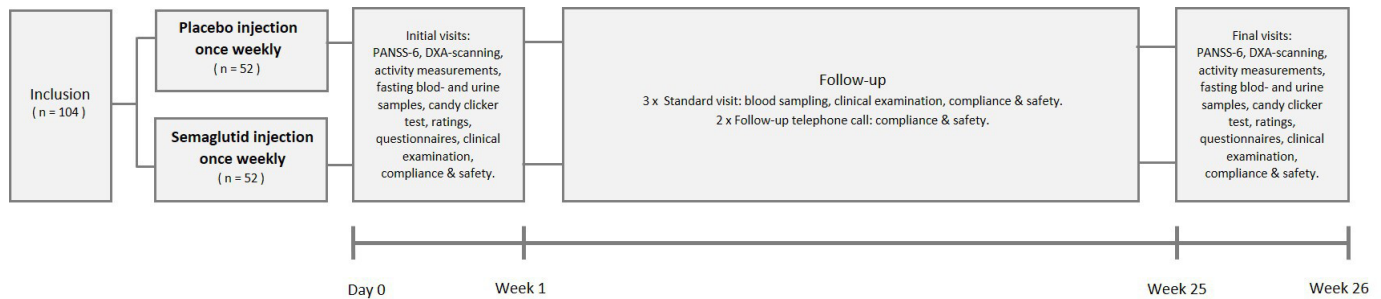 Inclusion
( n = 104 )
Placebo injection
once weekly
( n = 52 )
Semaglutid injection
once weekly
( n = 52 )
Initial visits:
PANSS-6, DXA-scanning,
activity measurements,
fasting blod- and urine
samples, candy clicker
test, ratings,
questionnaires, clinical
examination,
compliance & safety.
Follow-up
3 x Standard visit: blood sampling, clinical examination, compliance & safety.
2 x Follow-up telephone call: compliance & safety.
Final visits:
PANSS-6, DXA-scanning,
activity measurements,
fasting blod- and urine
samples, candy clicker
test, ratings,
questionnaires, clinical
examination,
compliance & safety.
Day 0
Week 1
Week 25
Week 26